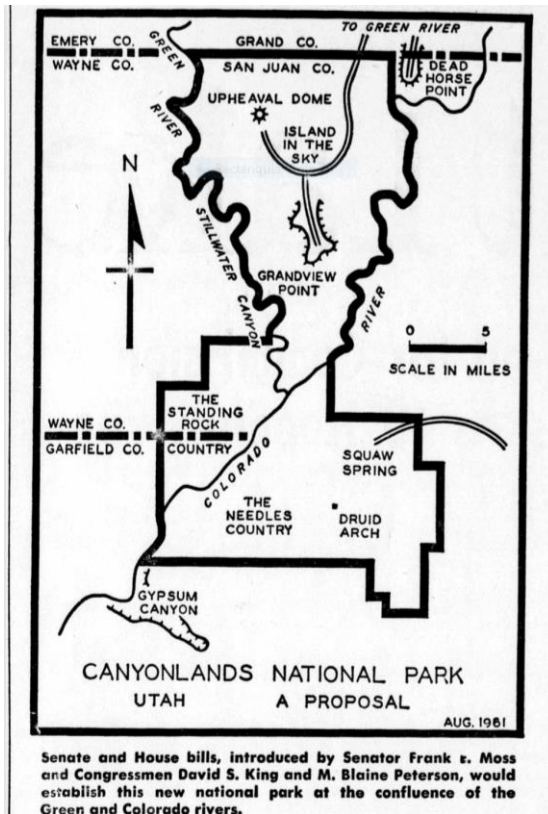 TO GREEN RIVER
EMERY CO.
GRAND CO.
WAYNE CO.
SAN JUAN CO.
GREEN
RIVER
DEAD
HORSE
POINT
UPHEAVAL DOME
ISLAND
IN THE
SKY
N
STILLWATER
CANYON
GRANDVIEW
POINT
RIVER
0 5
SCALE IN MILES
THE
STANDING
ROCK
COUNTRY
WAYNE CO.
GARFIELD CO.
COLORADO
SQUAW
SPRING
THE
NEEDLES
COUNTRY
DRUID
ARCH
GYPSUM
CANYON
CANYONLANDS NATIONAL PARK
UTAH A PROPOSAL
AUG. 1961
Senate and House bills, introduced by Senator Frank E. Moss
and Congressmen David S. King and M. Blaine Peterson, would
establish this new national park at the confluence of the
Green and Colorado rivers.